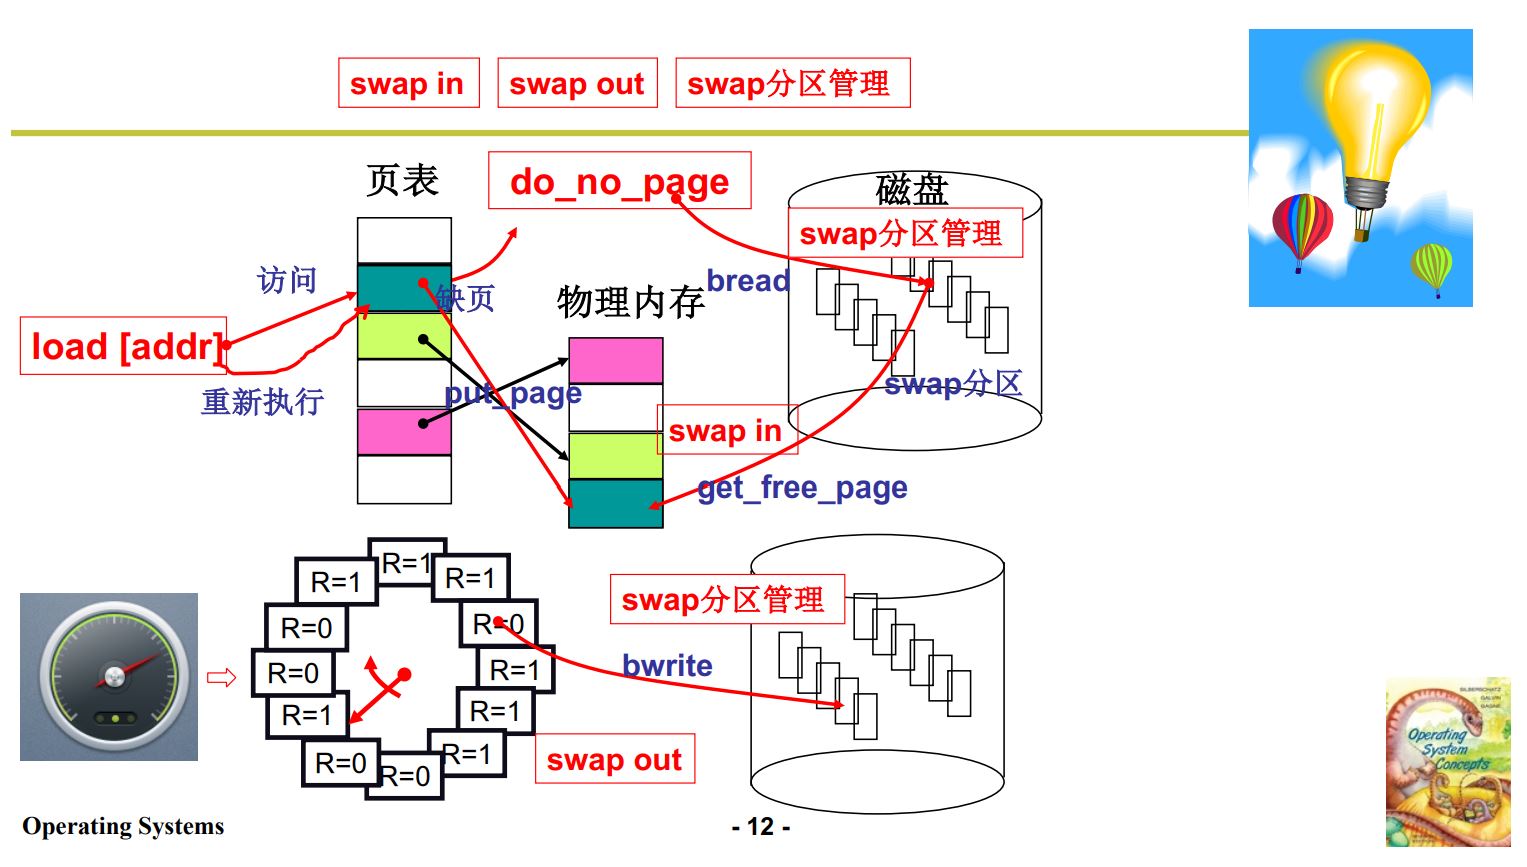 swap in
swap out
swap分区管理
页表
do_no_page
磁盘
swap分区管理
访问
缺页
物理内存
bread
load [addr]
重新执行
put_page
swap in
swap分区
get_free_page
R=1
R=1
R=1
R=0
R=0
R=0
R=1
R=1
R=1
R=0
R=0
R=1
swap分区管理
bwrite
swap out
SILBERSCHATZ
GALVIN
GAGNE
Operating
System
Concepts
Operating Systems
- 12 -